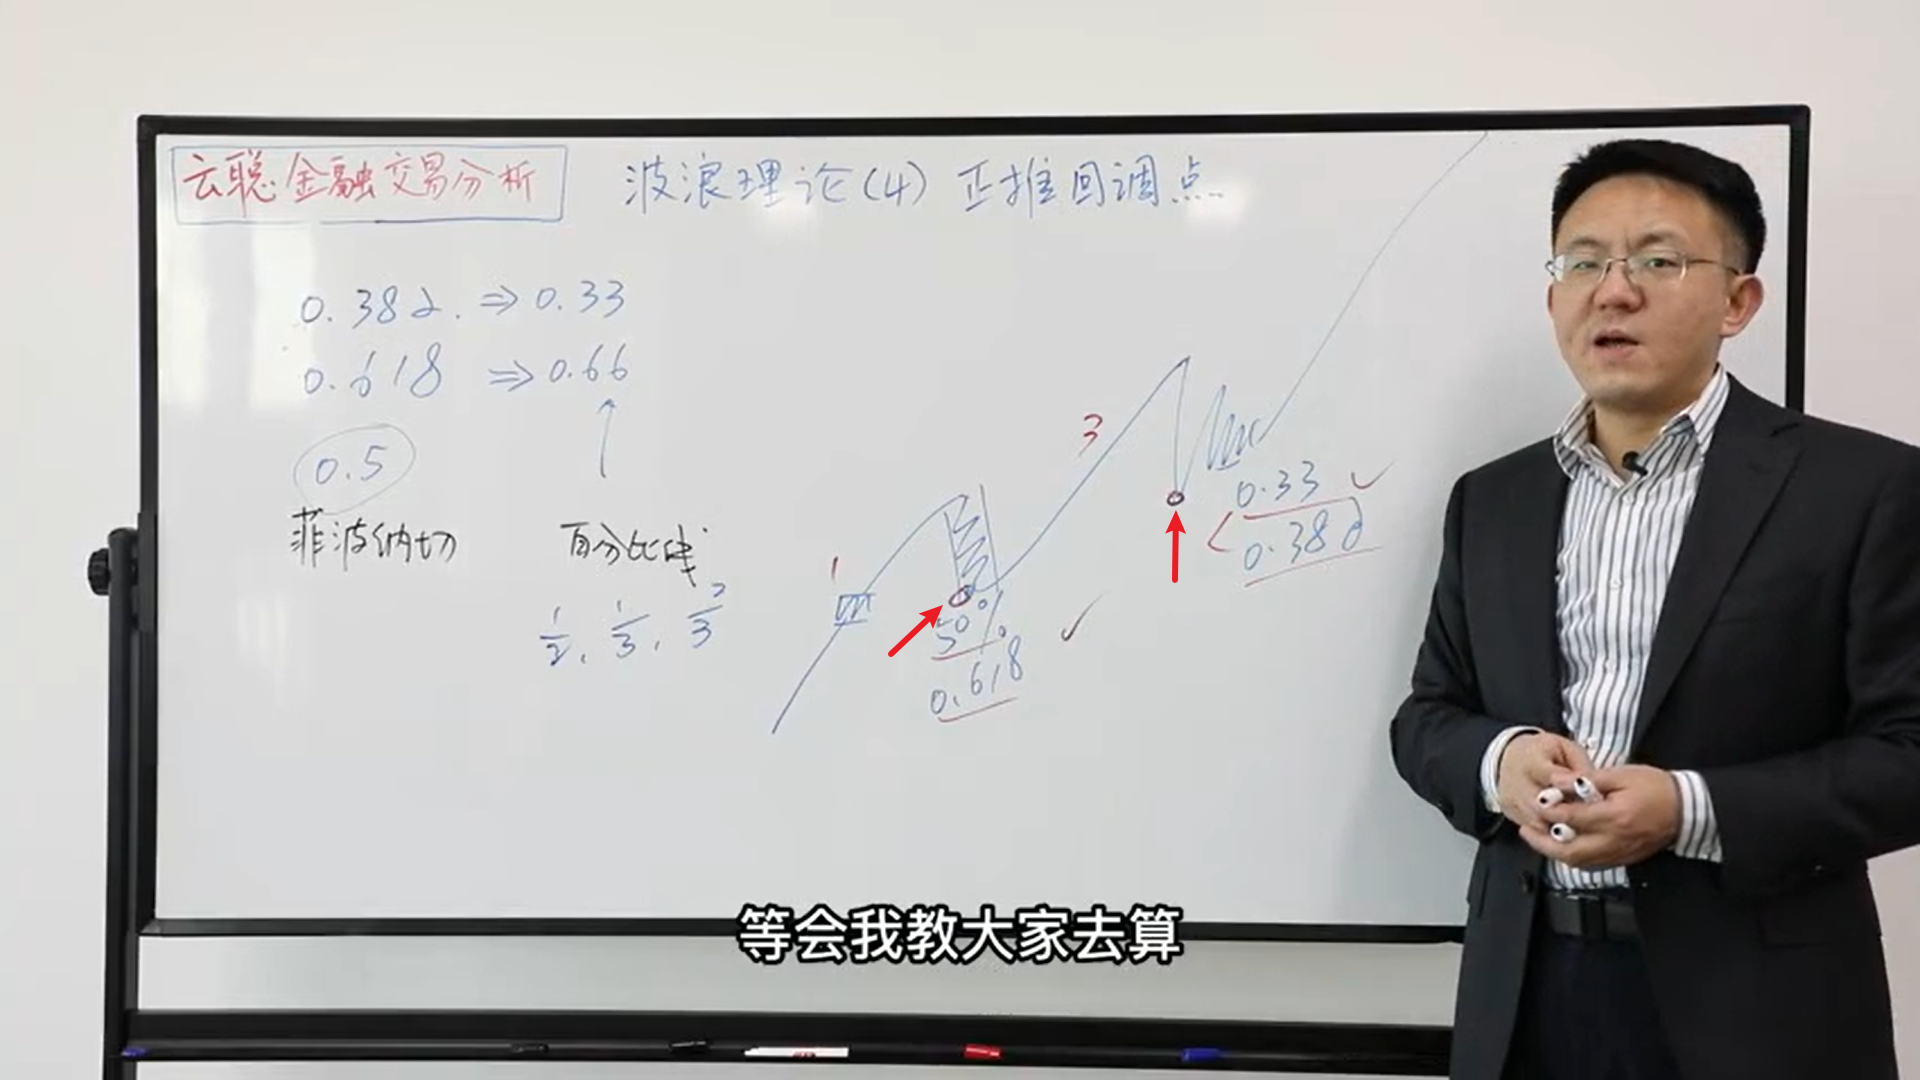 云聪金融交易分析
波浪理论(4) 正推回调点
0.382. ⇒ 0.33
0.618 ⇒ 0.66
0.5
菲波纳切
百分比线
1/2, 1/3, 2/3
1
50%
0.618
3
0.33
0.382
等会我教大家去算